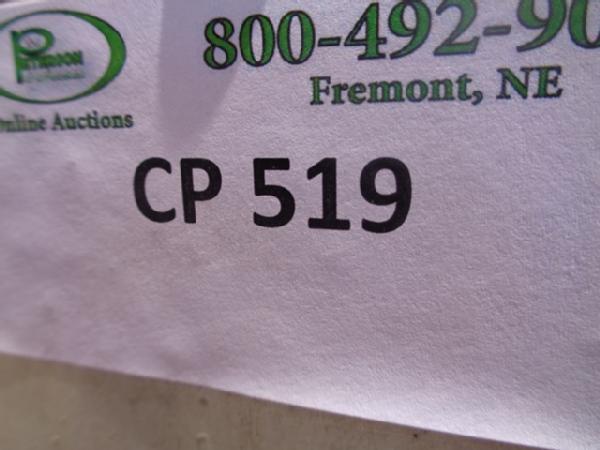 800-492-90
Fremont, NE
Online Auctions
CP 519